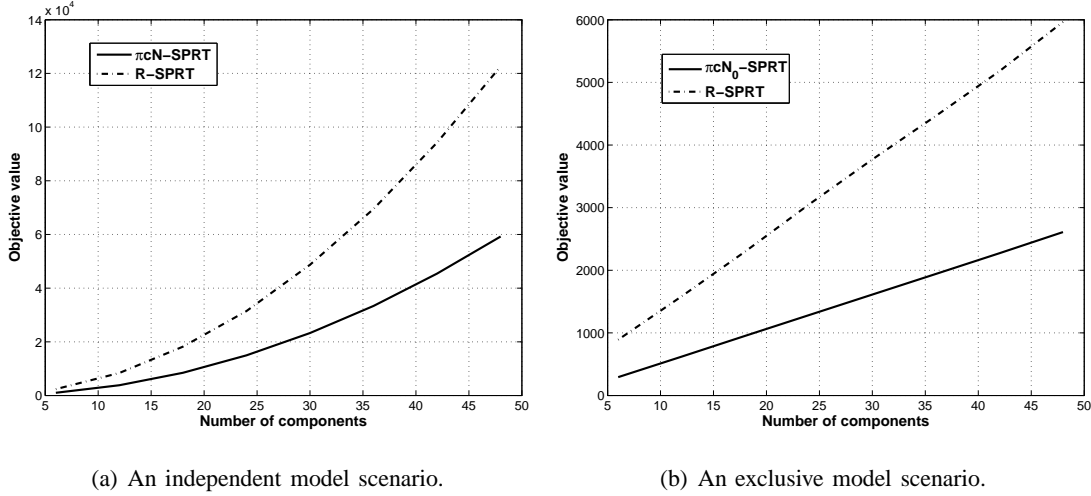 x 10^4
14
12
10
8
6
4
2
0
Objective value
πcN−SPRT
R−SPRT
5 10 15 20 25 30 35 40 45 50
Number of components
(a) An independent model scenario.
6000
5000
4000
3000
2000
1000
0
Objective value
πcN₀−SPRT
R−SPRT
5 10 15 20 25 30 35 40 45 50
Number of components
(b) An exclusive model scenario.